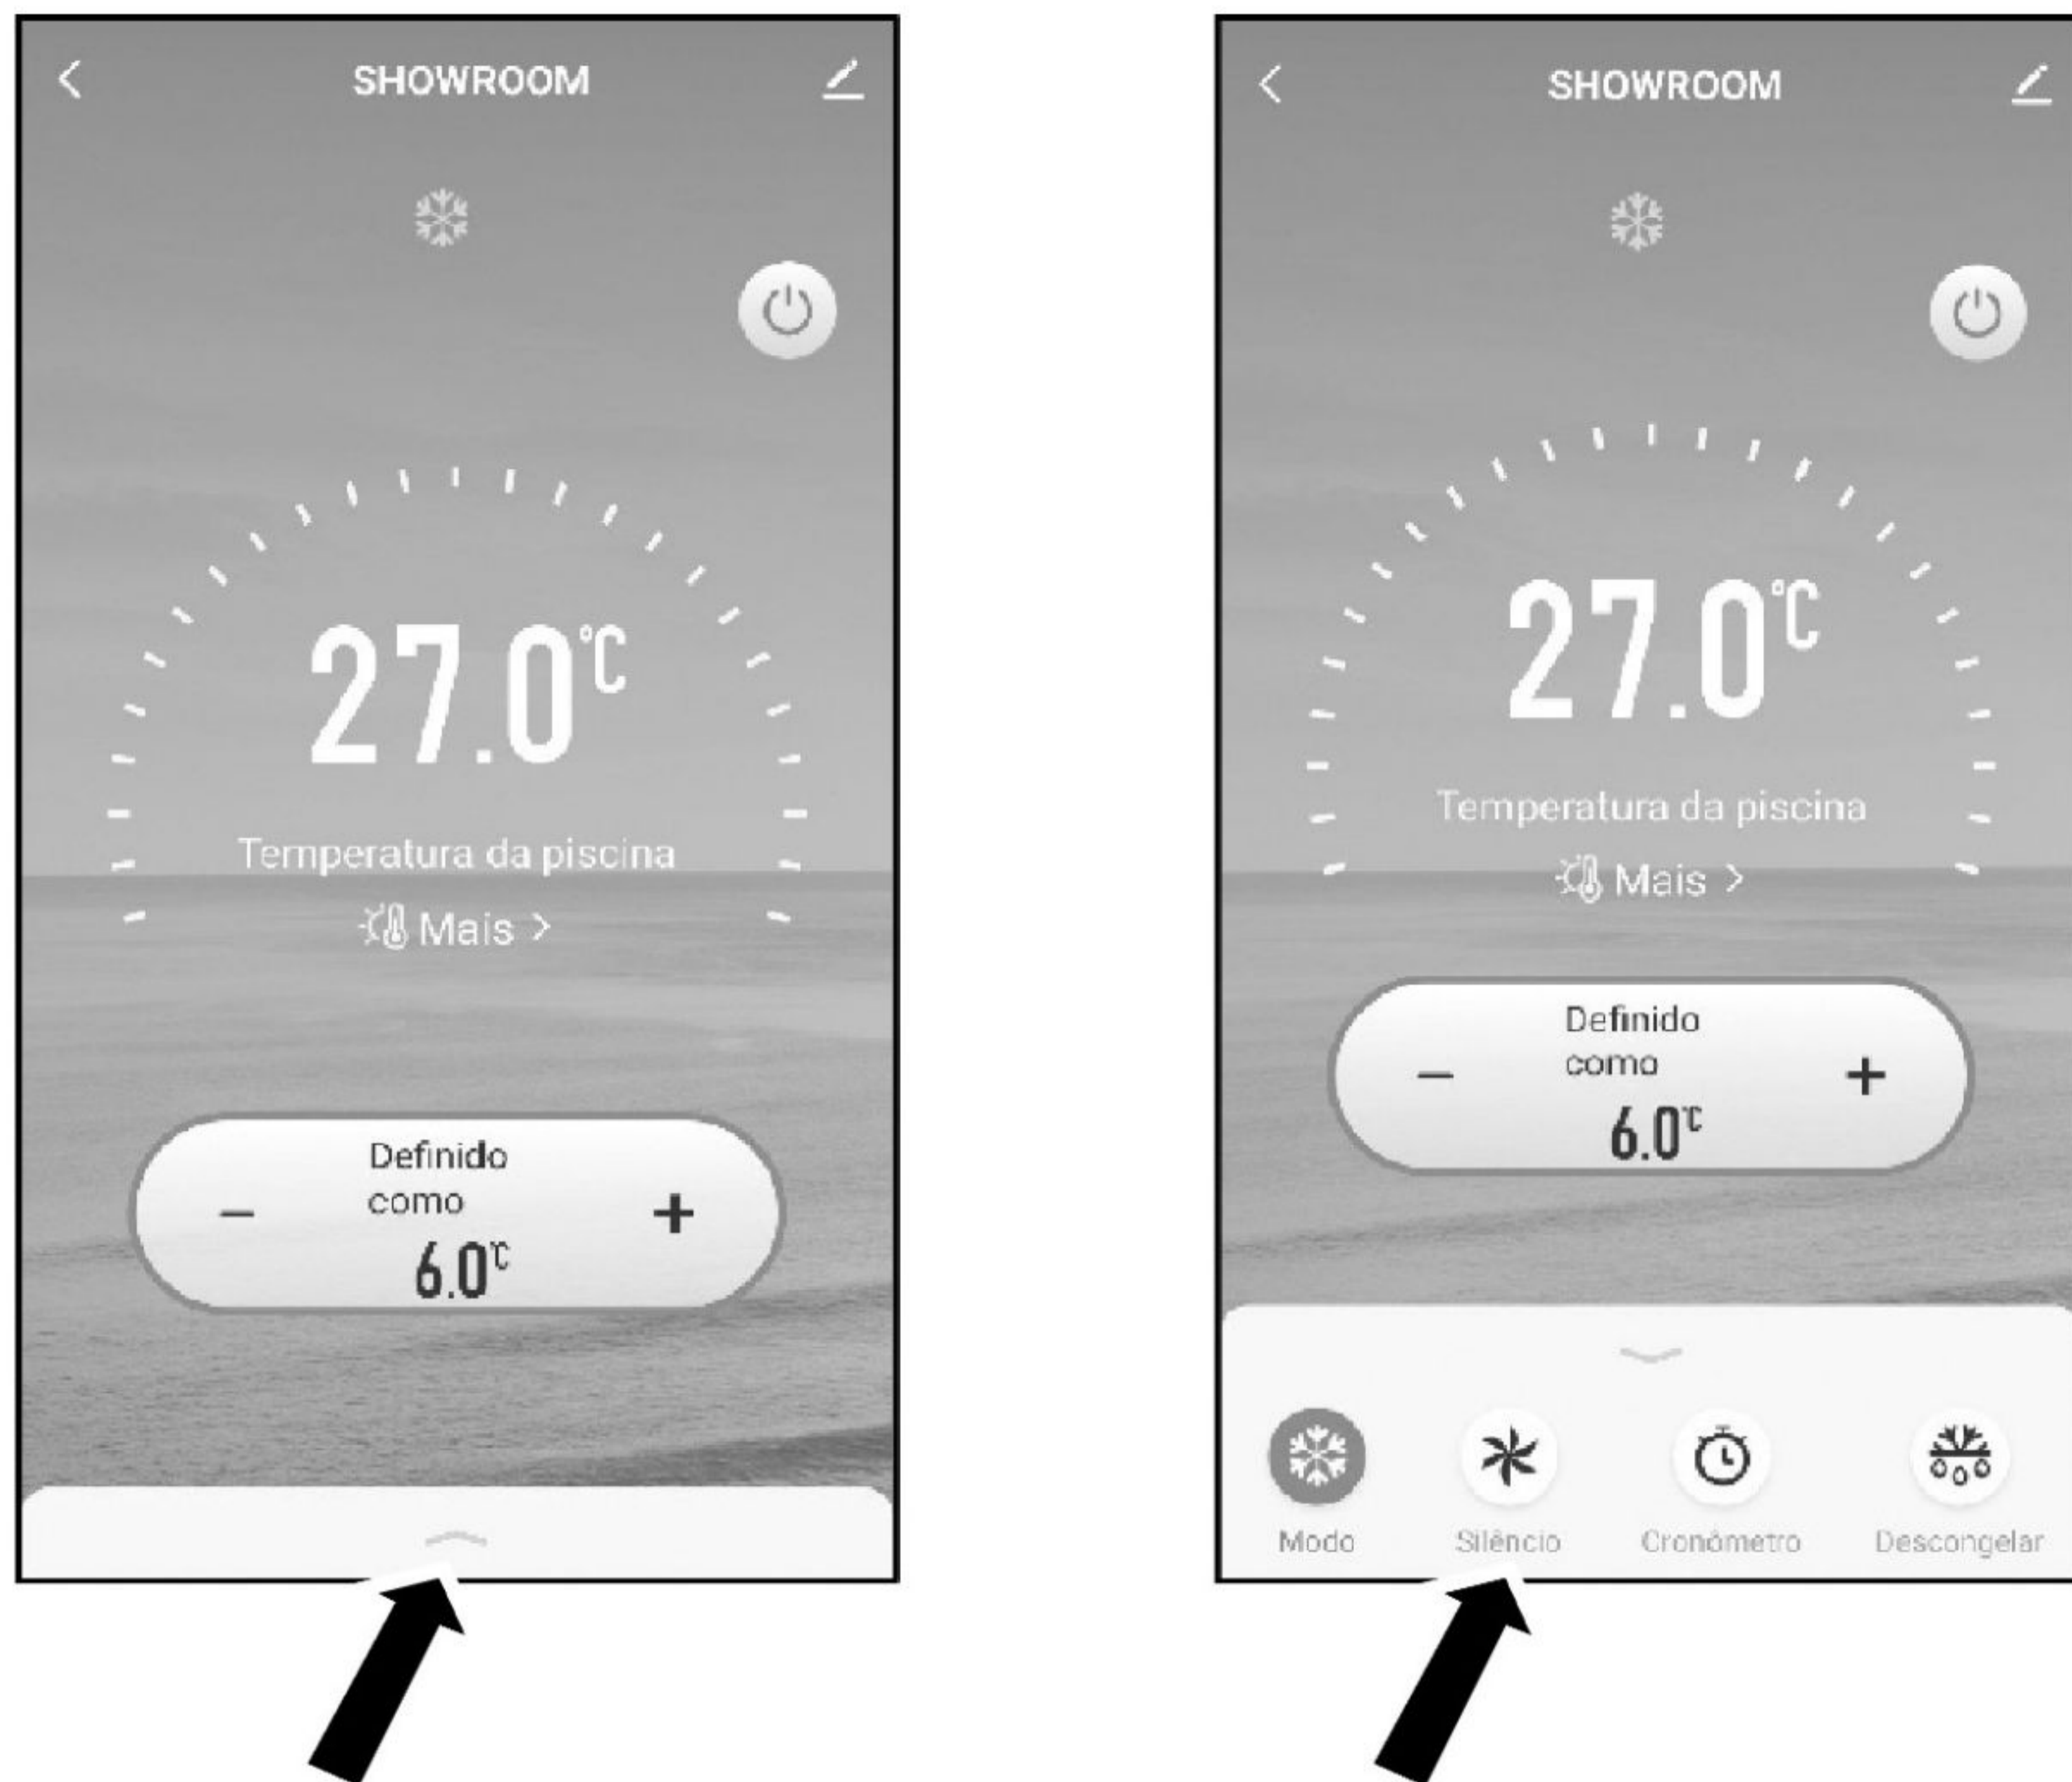 SHOWROOM
27.0°C
Temperatura da piscina
Mais >
Definido
como
− +
6.0°C
SHOWROOM
27.0°C
Temperatura da piscina
Mais >
Definido
como
− +
6.0°C
Modo Silêncio Cronômetro Descongelar